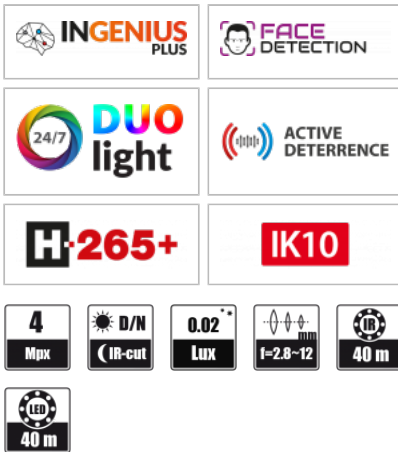 INGENIUS
PLUS
FACE
DETECTION
24/7
DUO
light
ACTIVE
DETERRENCE
H.265+
IK10
4
Mpx
D/N
IR-cut
0.02**
Lux
mm
f=2.8~12
IR
40 m
LED
40 m